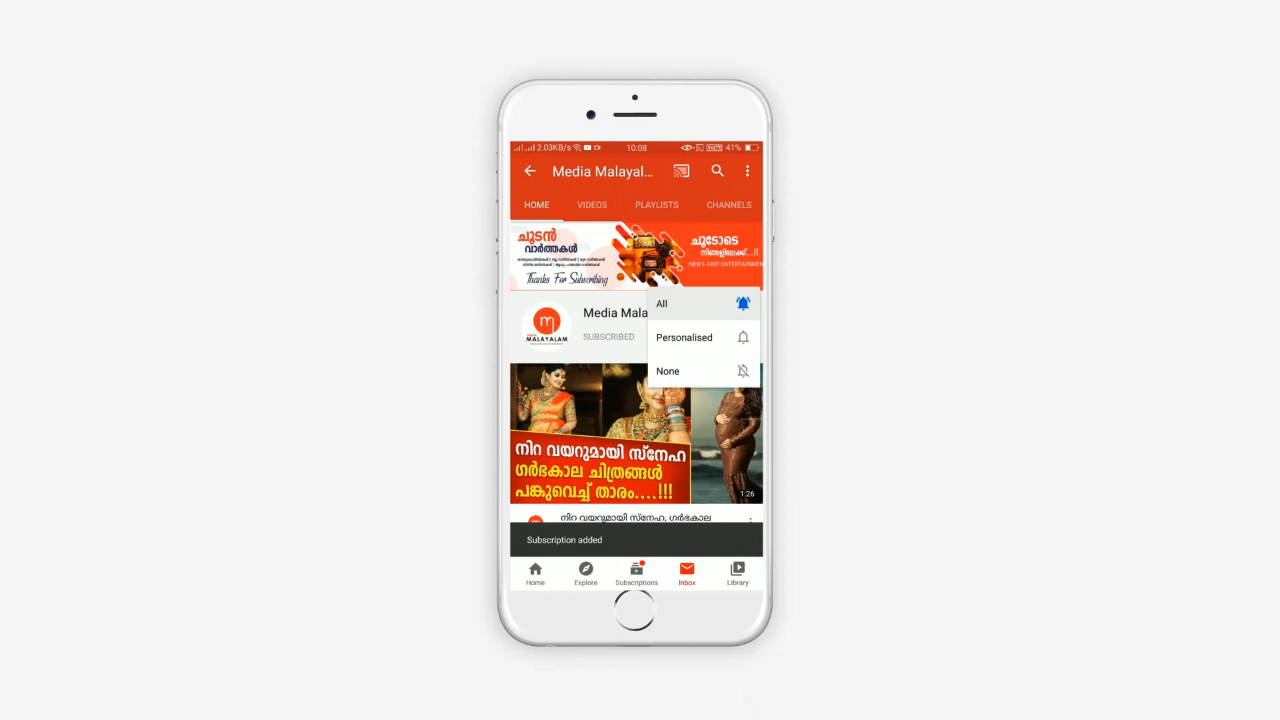 2.03KB/s 10:08 41%
Media Malayal...
HOME VIDEOS PLAYLISTS CHANNELS
ചൂടൻ
വാർത്തകൾ
Thanks For Subscribing
ചൂടോടെ
നിങ്ങളിലേക്ക്...!!
NEWS AND ENTERTAINMEN
All
Media Mala
MALAYALAM
SUBSCRIBED
Personalised
None
നിറ വയറുമായി സ്നേഹ
ഗർഭകാല ചിത്രങ്ങൾ
പങ്കുവെച്ച് താരം....!!!
1:26
നിറ വയറുമായി സ്നേഹ, ഗർഭകാല
Subscription added
Home Explore Subscriptions Inbox Library